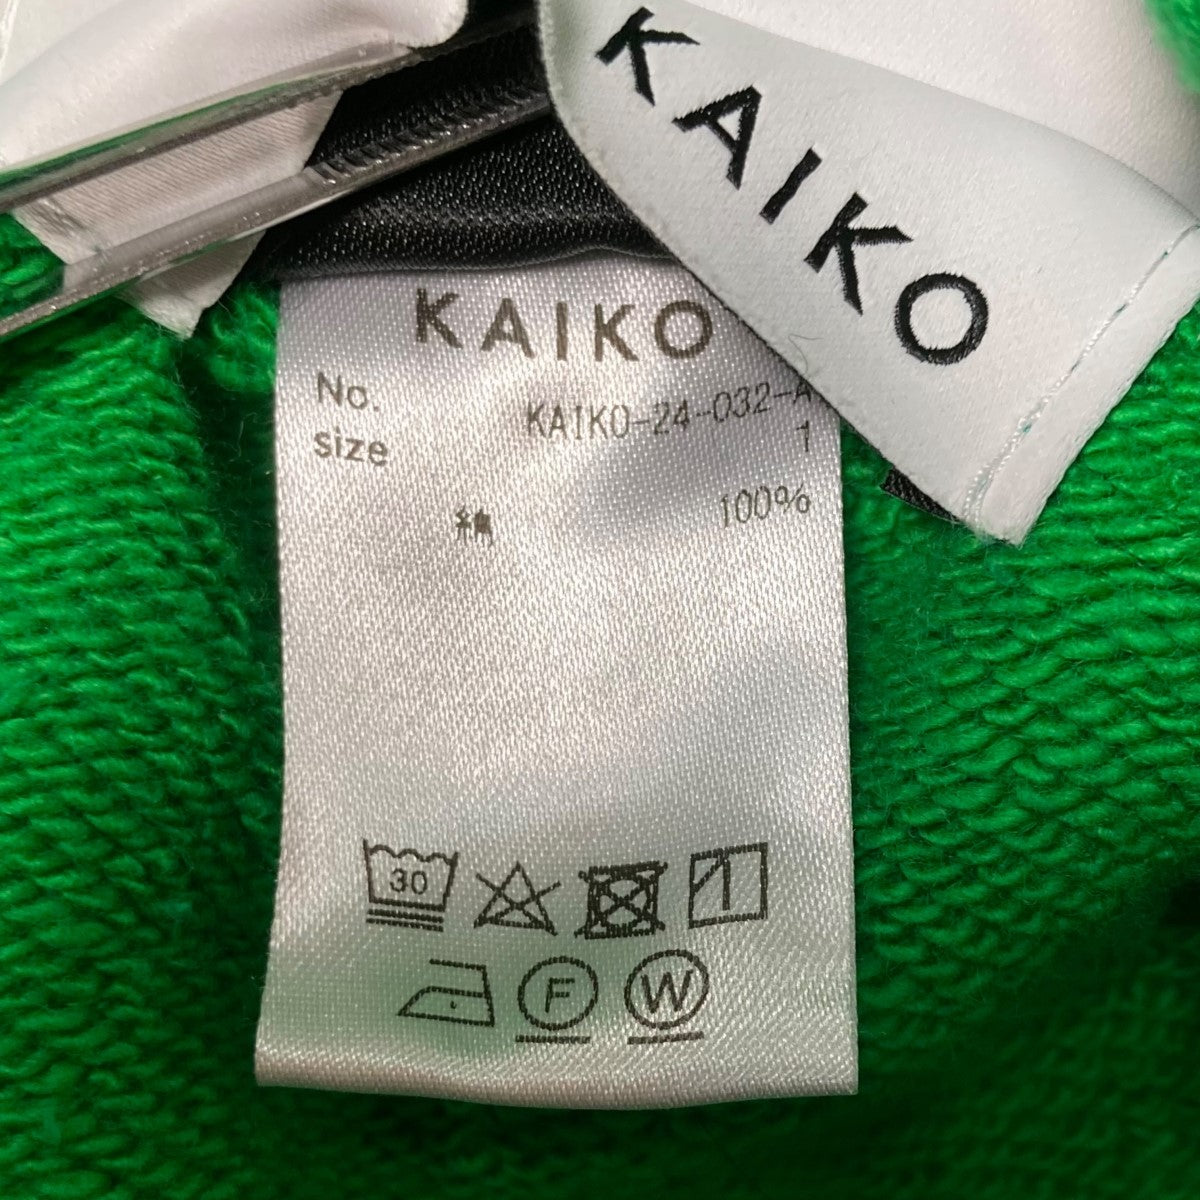 KAIKO
KAIKO
No. KAIKO-24-032-A
size 1
綿 100%
30
F W